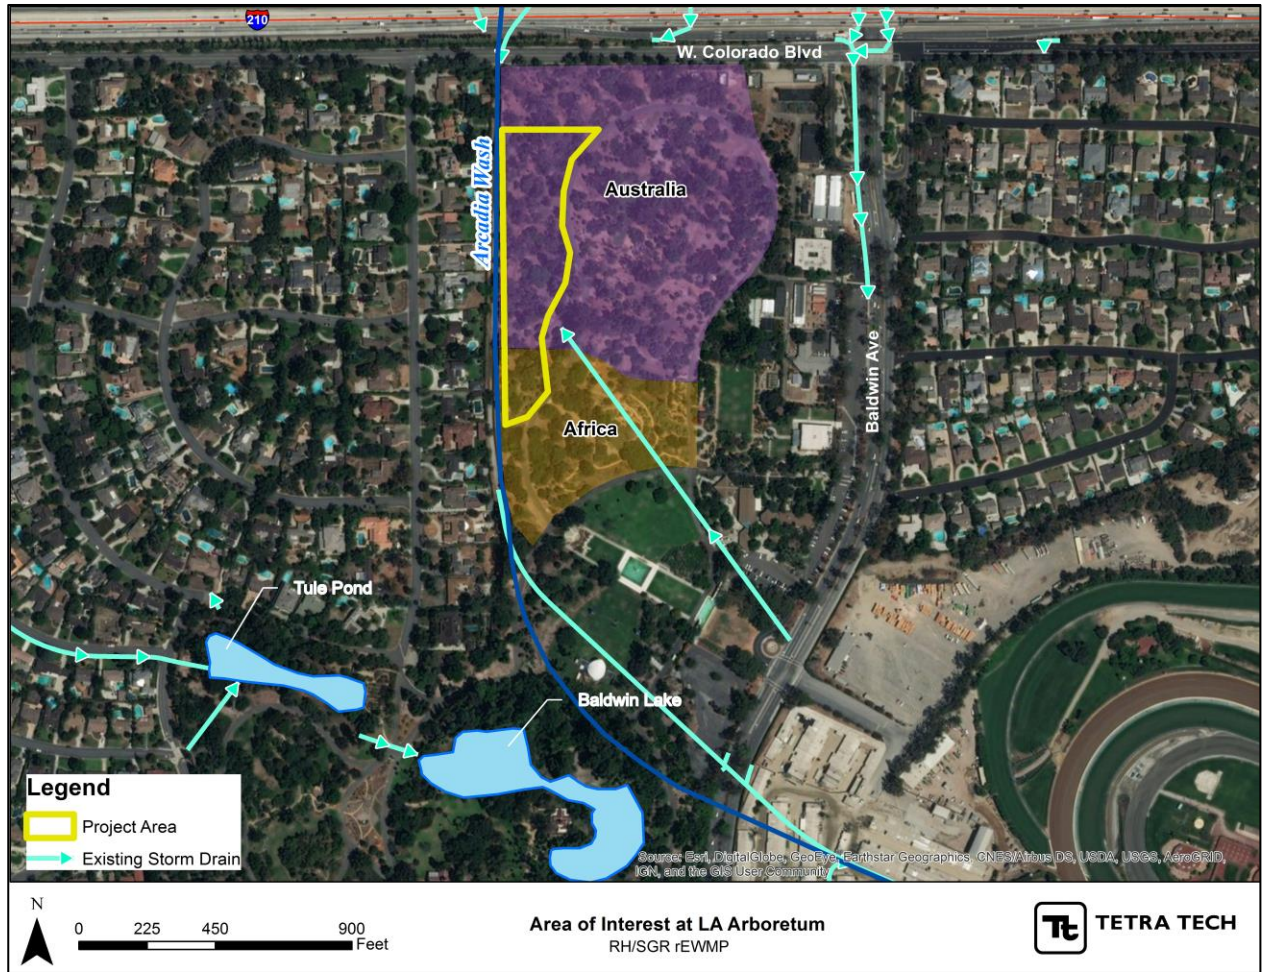 210
W. Colorado Blvd
Arcadia Wash
Australia
Baldwin Ave
Africa
Tule Pond
Baldwin Lake
Legend
Project Area
Existing Storm Drain
Source: Esri, DigitalGlobe, GeoEye, Earthstar Geographics, CNES/Airbus DS, USDA, USGS, AeroGRID,
IGN, and the GIS User Community
N
0 225 450 900
Feet
Area of Interest at LA Arboretum
RH/SGR rEWMP
Tt TETRA TECH